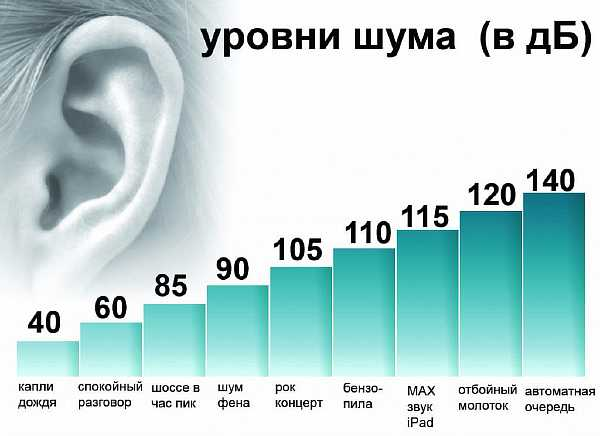 уровни шума (в дБ)
40
60
85
90
105
110
115
120
140
капли
дождя
спокойный
разговор
шоссе в
час пик
шум
фена
рок
концерт
бензо-
пила
MAX
звук
iPad
отбойный
молоток
автоматная
очередь